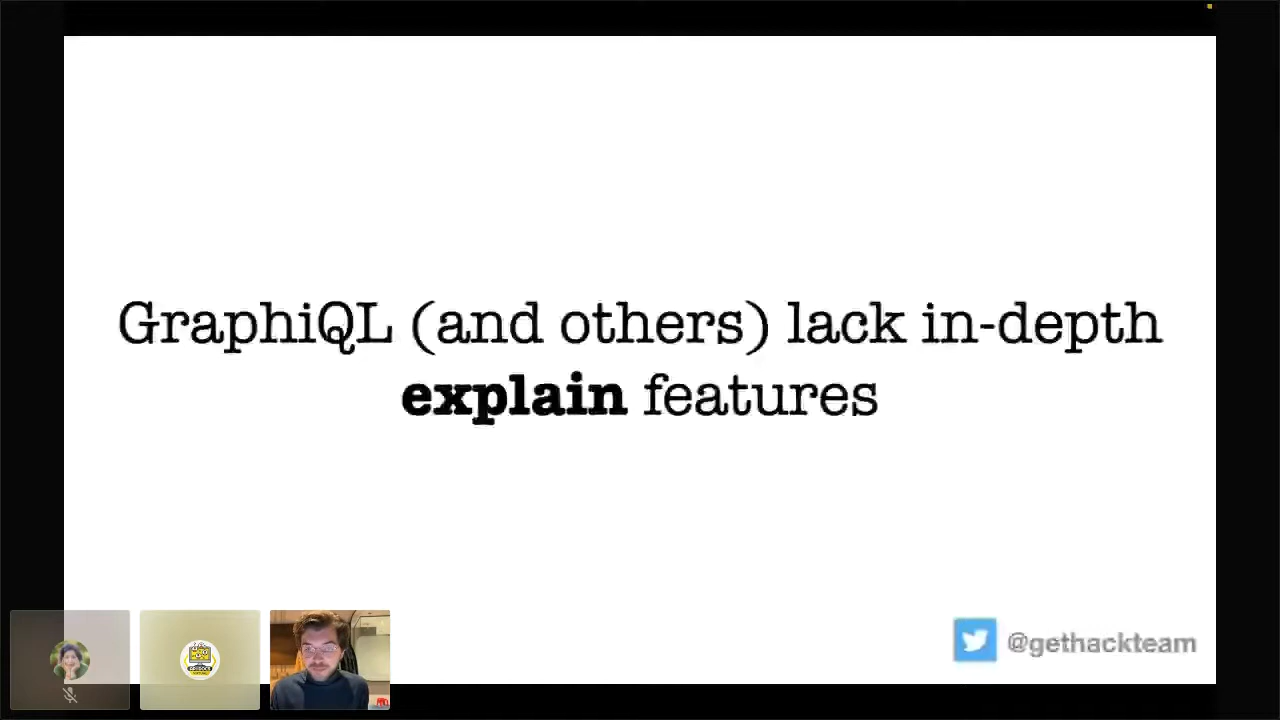 GraphiQL (and others) lack in-depth
explain features
@gethackteam